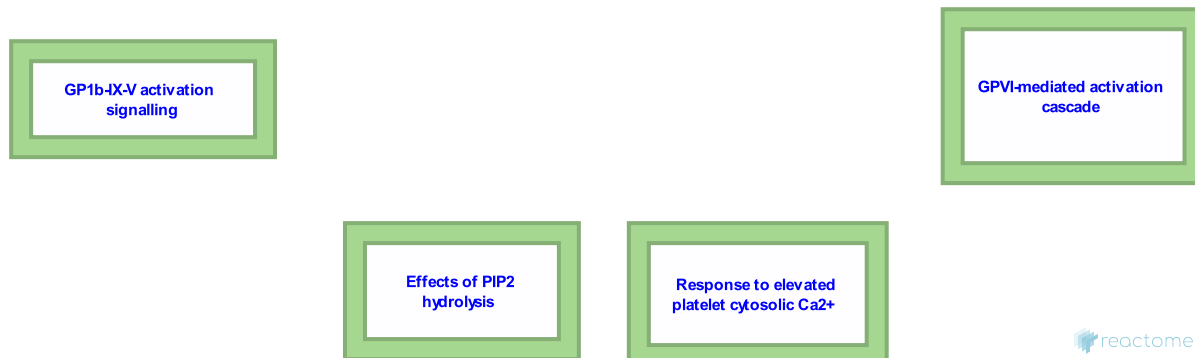 GP1b-IX-V activation
signalling
GPVI-mediated activation
cascade
Effects of PIP2
hydrolysis
Response to elevated
platelet cytosolic Ca2+
reactome